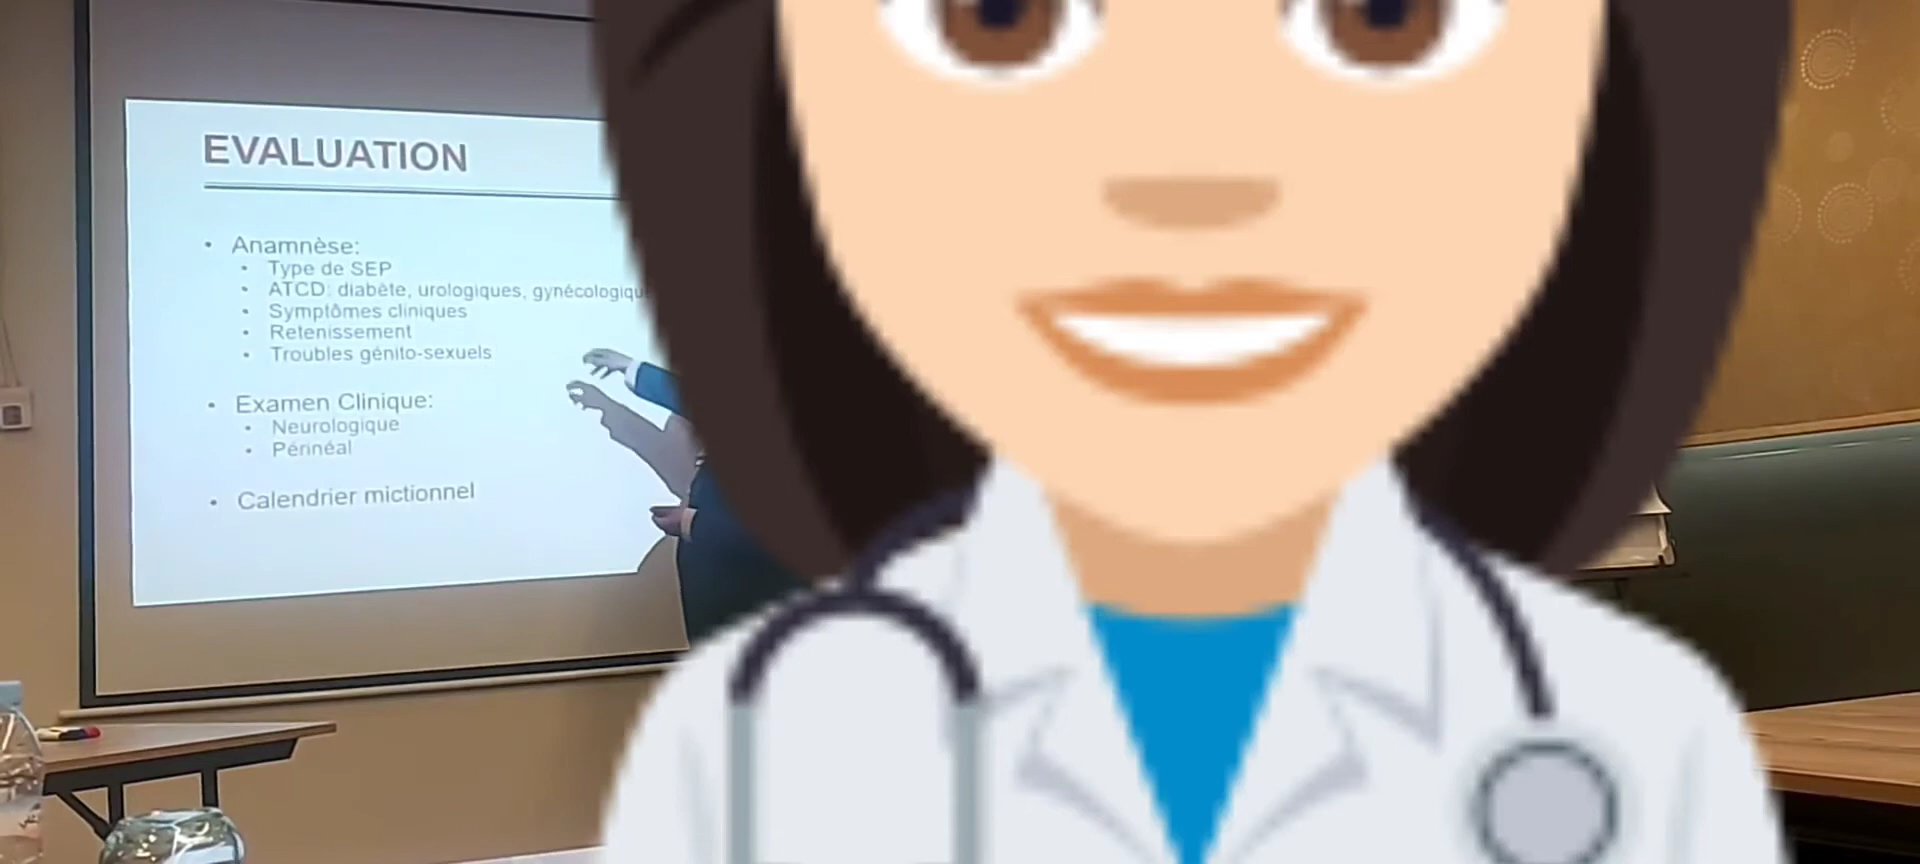 EVALUATION
• Anamnèse:
• Type de SEP
• ATCD: diabète, urologiques, gynécologiqu
• Symptômes cliniques
• Retenissement
• Troubles génito-sexuels
• Examen Clinique:
• Neurologique
• Périnéal
• Calendrier mictionnel